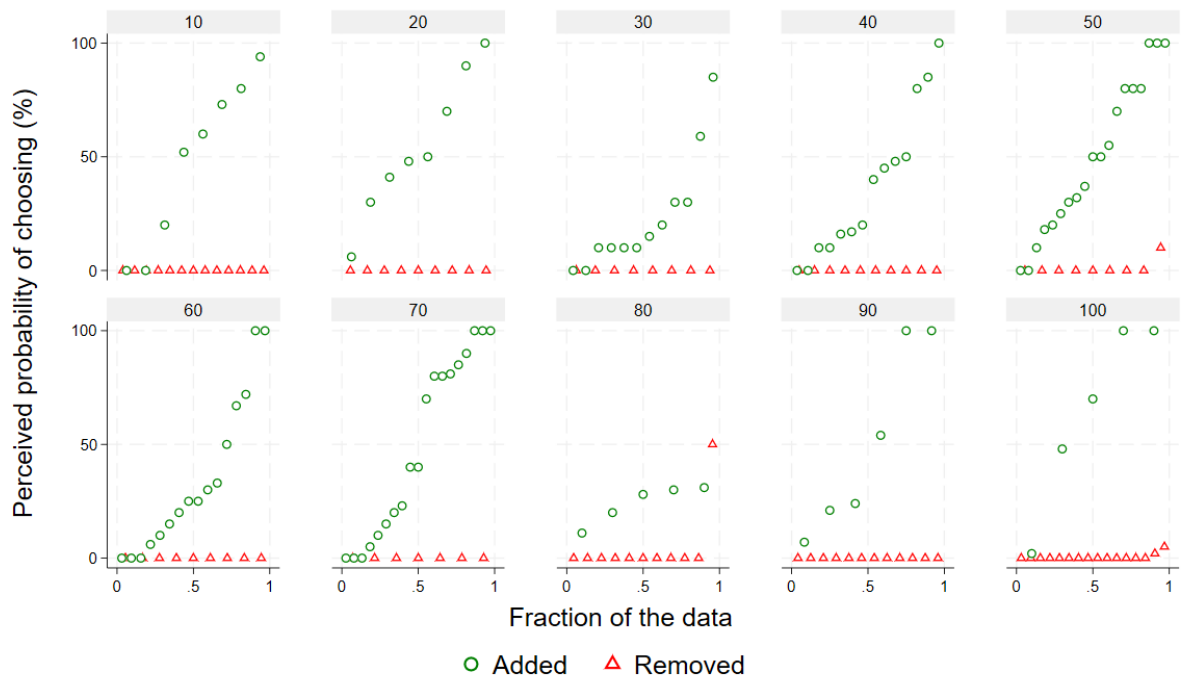 10 20 30 40 50
Perceived probability of choosing (%)
100
50
0
60 70 80 90 100
100
50
0
0 .5 1 0 .5 1 0 .5 1 0 .5 1 0 .5 1
Fraction of the data
Added Removed